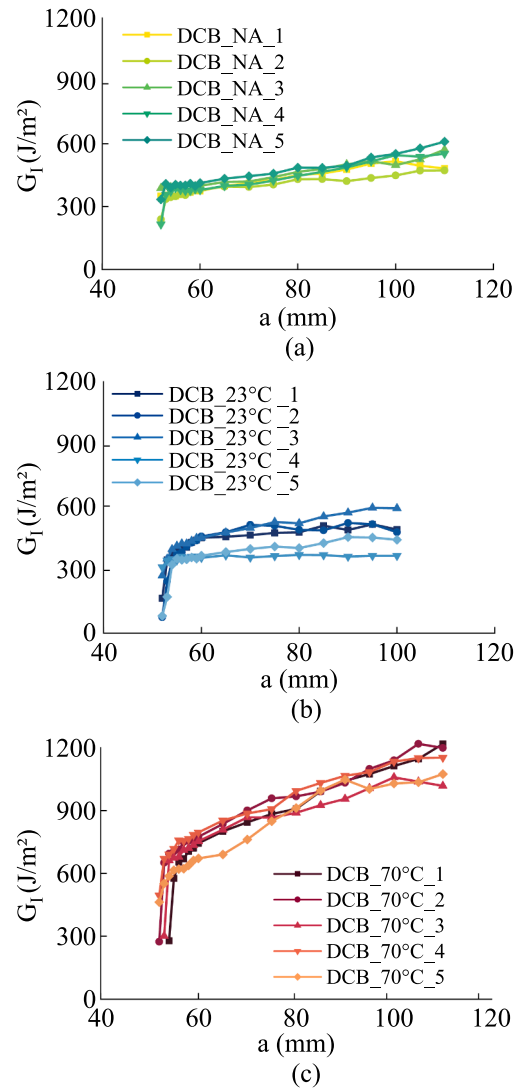 1200
DCB_NA_1
DCB_NA_2
900
DCB_NA_3
DCB_NA_4
600
DCB_NA_5
G_I (J/m²)
300
0
40 60 80 100 120
a (mm)
(a)
1200
DCB_23°C _1
DCB_23°C _2
900
DCB_23°C _3
DCB_23°C _4
DCB_23°C _5
600
G_I (J/m²)
300
0
40 60 80 100 120
a (mm)
(b)
1200
900
G_I (J/m²)
600
DCB_70°C_1
DCB_70°C_2
300
DCB_70°C_3
DCB_70°C_4
DCB_70°C_5
0
40 60 80 100 120
a (mm)
(c)